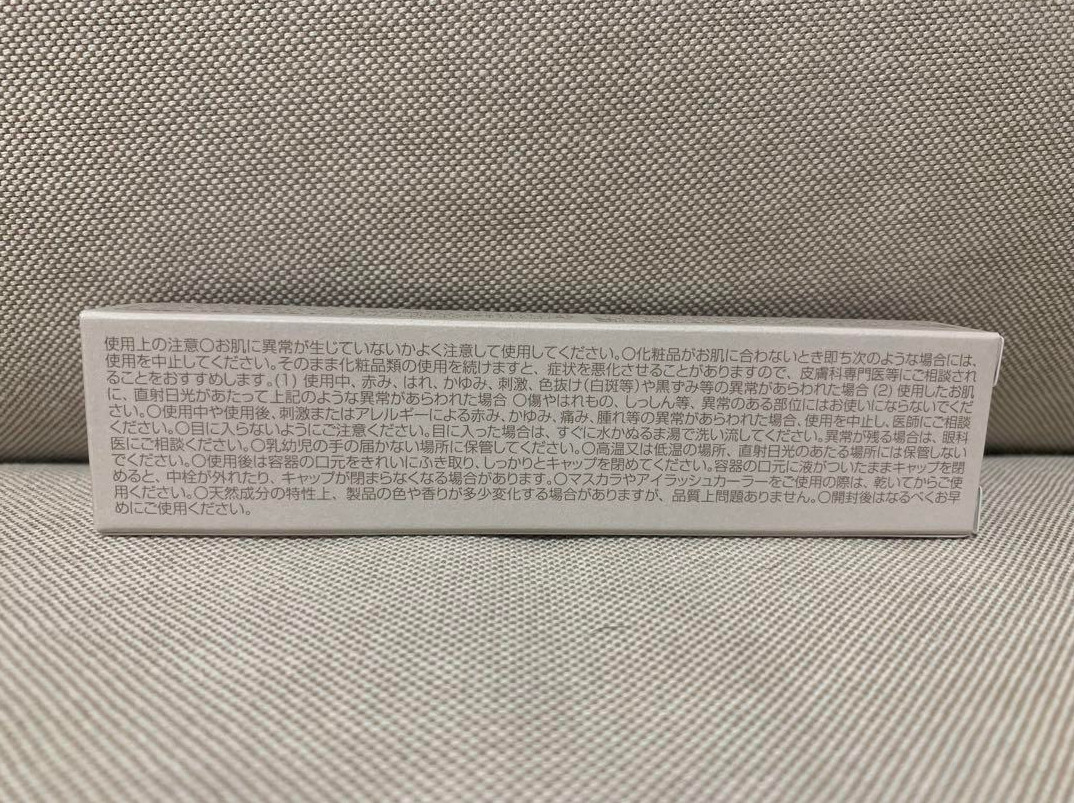 使用上の注意○お肌に異常が生じていないかよく注意して使用してください。○化粧品がお肌に合わないとき即ち次のような場合には、
使用を中止してください。そのまま化粧品類の使用を続けますと、症状を悪化させることがありますので、皮膚科専門医等にご相談され
ることをおすすめします。(1) 使用中、赤み、はれ、かゆみ、刺激、色抜け(白斑等)や黒ずみ等の異常があらわれた場合 (2) 使用したお肌
に、直射日光があたって上記のような異常があらわれた場合 ○傷やはれもの、しっしん等、異常のある部位にはお使いにならないでくだ
さい。○使用中や使用後、刺激またはアレルギーによる赤み、かゆみ、痛み、腫れ等の異常があらわれた場合、使用を中止し、医師にご相談
ください。○目に入らないようにご注意ください。目に入った場合は、すぐに水かぬるま湯で洗い流してください。異常が残る場合は、眼科
医にご相談ください。○乳幼児の手の届かない場所に保管してください。○高温又は低温の場所、直射日光のあたる場所には保管しない
でください。○使用後は容器の口元をきれいにふき取り、しっかりとキャップを閉めてください。容器の口元に液がついたままキャップを閉
めると、中栓が外れたり、キャップが閉まらなくなる場合があります。○マスカラやアイラッシュカーラーをご使用の際は、乾いてからご使
用ください。○天然成分の特性上、製品の色や香りが多少変化する場合がありますが、品質上問題ありません。○開封後はなるべくお早
めにご使用ください。